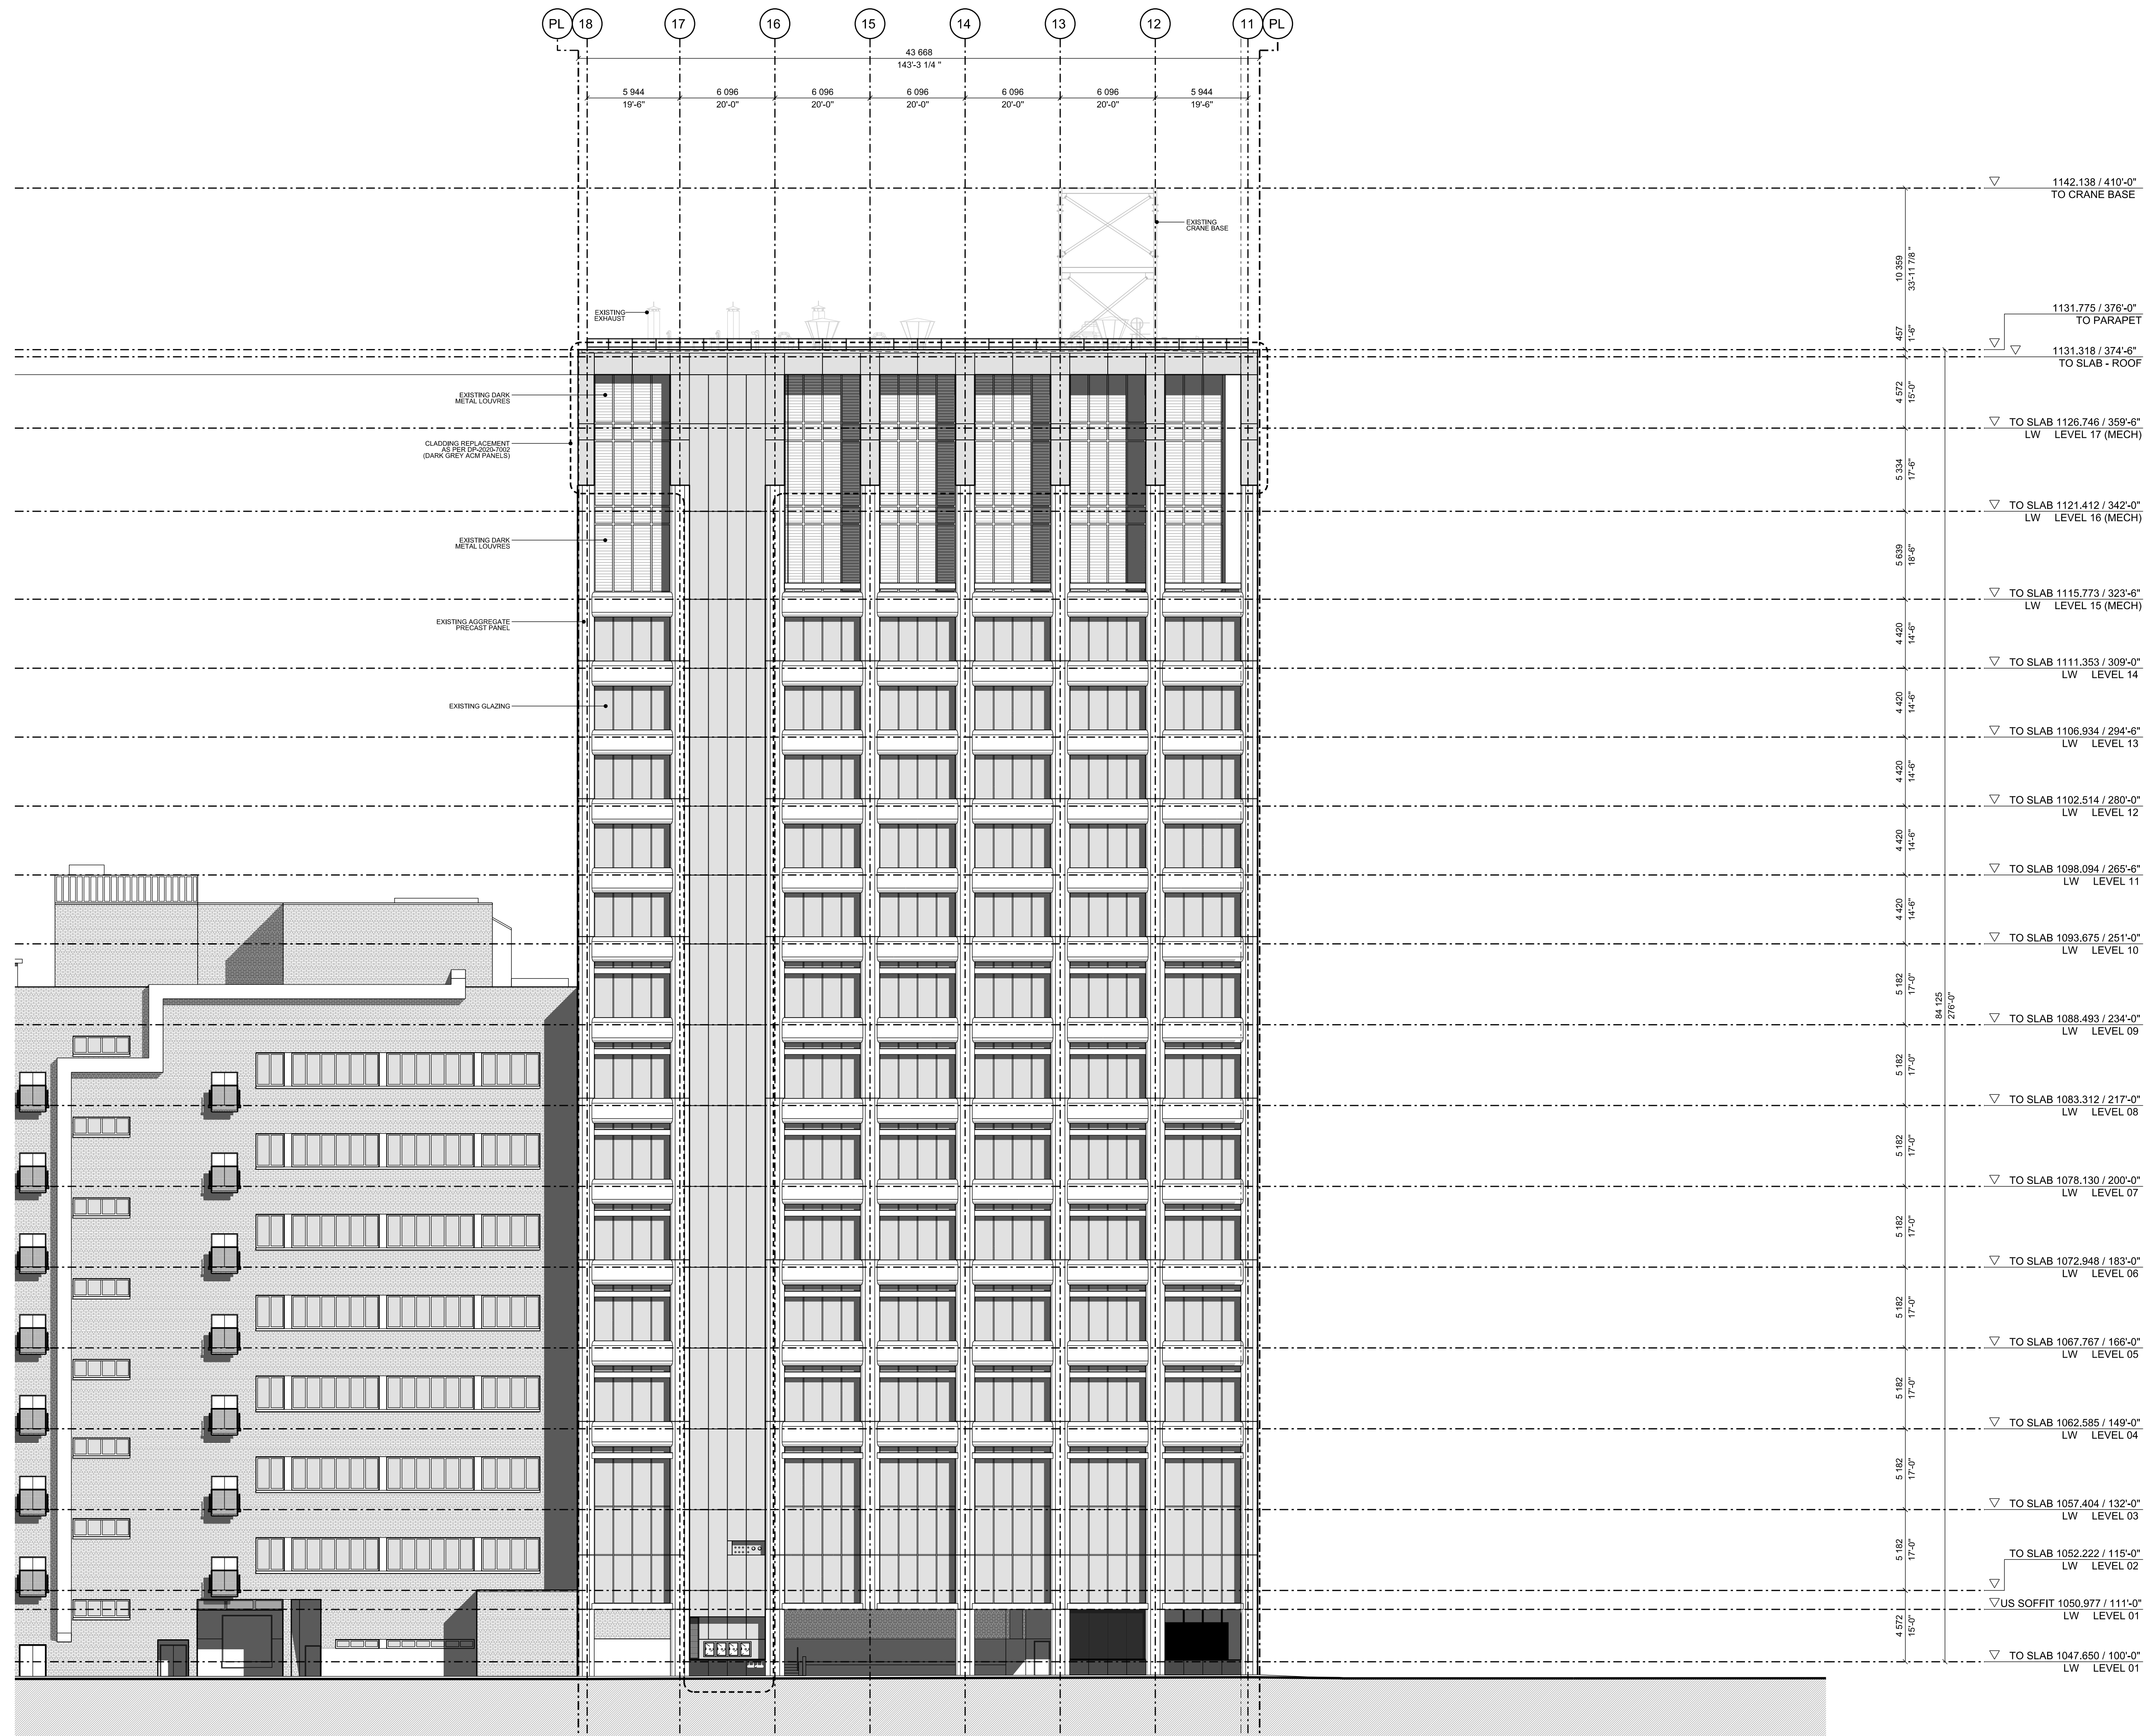 PL 18 17 16 15 14 13 12 11 PL
43 668
143'-3 1/4 "
5 944 6 096 6 096 6 096 6 096 6 096 5 944
19'-6" 20'-0" 20'-0" 20'-0" 20'-0" 20'-0" 19'-6"
1142.138 / 410'-0"
TO CRANE BASE
EXISTING
CRANE BASE
10 359
33'-11 7/8 "
EXISTING
EXHAUST
1131.775 / 376'-0"
TO PARAPET
457
1'-6"
1131.318 / 374'-6"
TO SLAB - ROOF
4 572
15'-0"
EXISTING DARK
METAL LOUVRES
TO SLAB 1126.746 / 359'-6"
LW LEVEL 17 (MECH)
CLADDING REPLACEMENT
AS PER DP-2020-7002
(DARK GREY ACM PANELS)
5 334
17'-6"
TO SLAB 1121.412 / 342'-0"
LW LEVEL 16 (MECH)
EXISTING DARK
METAL LOUVRES
5 639
18'-6"
TO SLAB 1115.773 / 323'-6"
LW LEVEL 15 (MECH)
EXISTING AGGREGATE
PRECAST PANEL
4 420
14'-6"
TO SLAB 1111.353 / 309'-0"
LW LEVEL 14
EXISTING GLAZING
4 420
14'-6"
TO SLAB 1106.934 / 294'-6"
LW LEVEL 13
4 420
14'-6"
TO SLAB 1102.514 / 280'-0"
LW LEVEL 12
4 420
14'-6"
TO SLAB 1098.094 / 265'-6"
LW LEVEL 11
4 420
14'-6"
TO SLAB 1093.675 / 251'-0"
LW LEVEL 10
5 182
17'-0"
84 125
276'-0"
TO SLAB 1088.493 / 234'-0"
LW LEVEL 09
5 182
17'-0"
TO SLAB 1083.312 / 217'-0"
LW LEVEL 08
5 182
17'-0"
TO SLAB 1078.130 / 200'-0"
LW LEVEL 07
5 182
17'-0"
TO SLAB 1072.948 / 183'-0"
LW LEVEL 06
5 182
17'-0"
TO SLAB 1067.767 / 166'-0"
LW LEVEL 05
5 182
17'-0"
TO SLAB 1062.585 / 149'-0"
LW LEVEL 04
5 182
17'-0"
TO SLAB 1057.404 / 132'-0"
LW LEVEL 03
5 182
17'-0"
TO SLAB 1052.222 / 115'-0"
LW LEVEL 02
US SOFFIT 1050.977 / 111'-0"
LW LEVEL 01
4 572
15'-0"
TO SLAB 1047.650 / 100'-0"
LW LEVEL 01